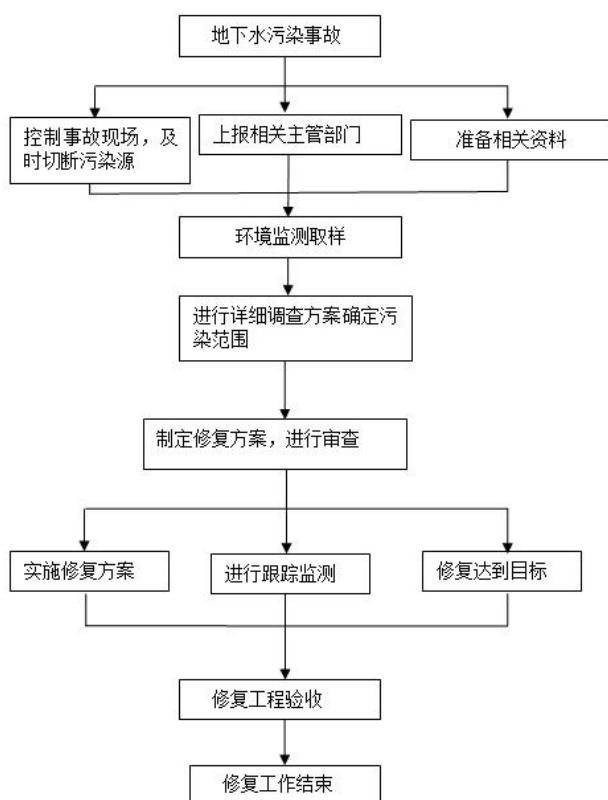 地下水污染事故
控制事故现场，及
时切断污染源
上报相关主管部门
准备相关资料
环境监测取样
进行详细调查方案确定污
染范围
制定修复方案，进行审查
实施修复方案
进行跟踪监测
修复达到目标
修复工程验收
修复工作结束